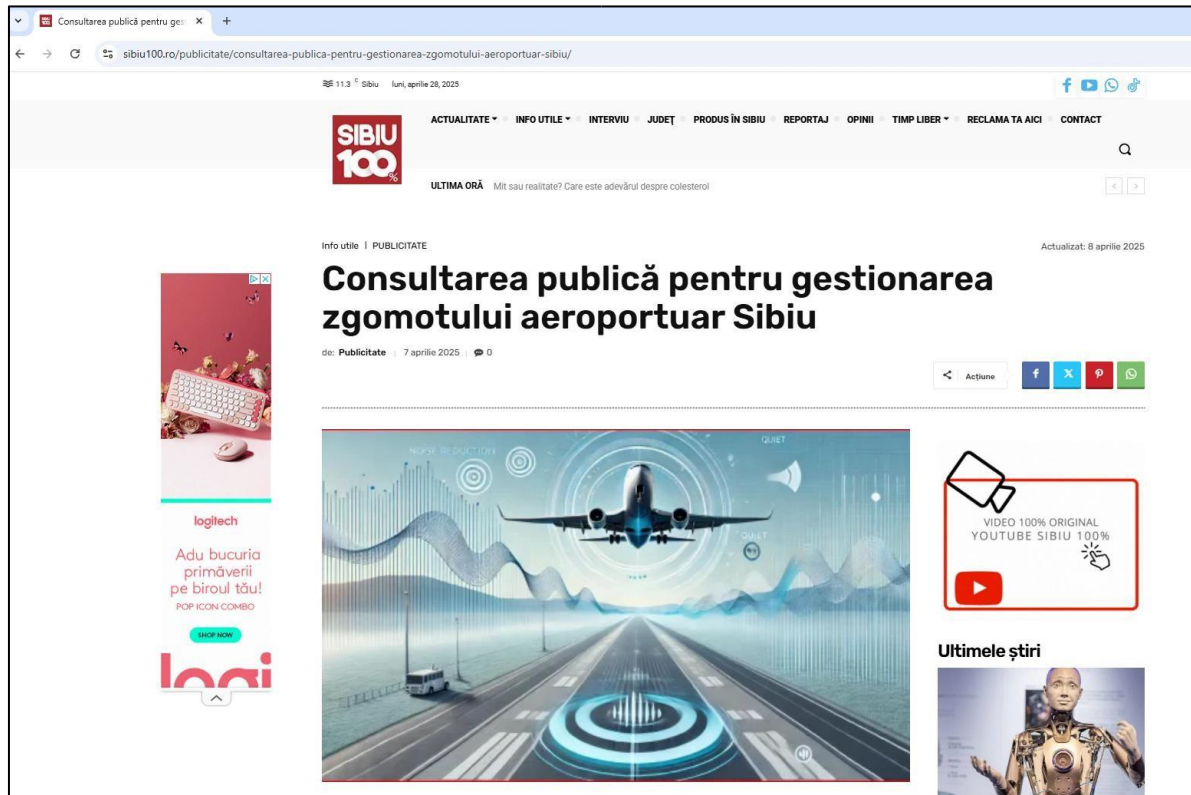 Consultarea publică pentru ges
sibiu100.ro/publicitate/consultarea-publica-pentru-gestionarea-zgomotului-aeroportuar-sibiu/
11.3 C Sibiu luni, aprilie 28, 2025
SIBIU
100%
ACTUALITATE INFO UTILE INTERVIU JUDEȚ PRODUS ÎN SIBIU REPORTAJ OPINII TIMP LIBER RECLAMA TA AICI CONTACT
ULTIMA ORĂ Mit sau realitate? Care este adevărul despre colesterol
Info utile | PUBLICITATE
Actualizat: 8 aprilie 2025
Consultarea publică pentru gestionarea
zgomotului aeroportuar Sibiu
de: Publicitate | 7 aprilie 2025 | 0
Acțiune
NOISE REDUCTION
QUIET
QUIET
logitech
Adu bucuria
primăverii
pe biroul tău!
POP ICON COMBO
SHOP NOW
logi
VIDEO 100% ORIGINAL
YOUTUBE SIBIU 100%
Ultimele știri